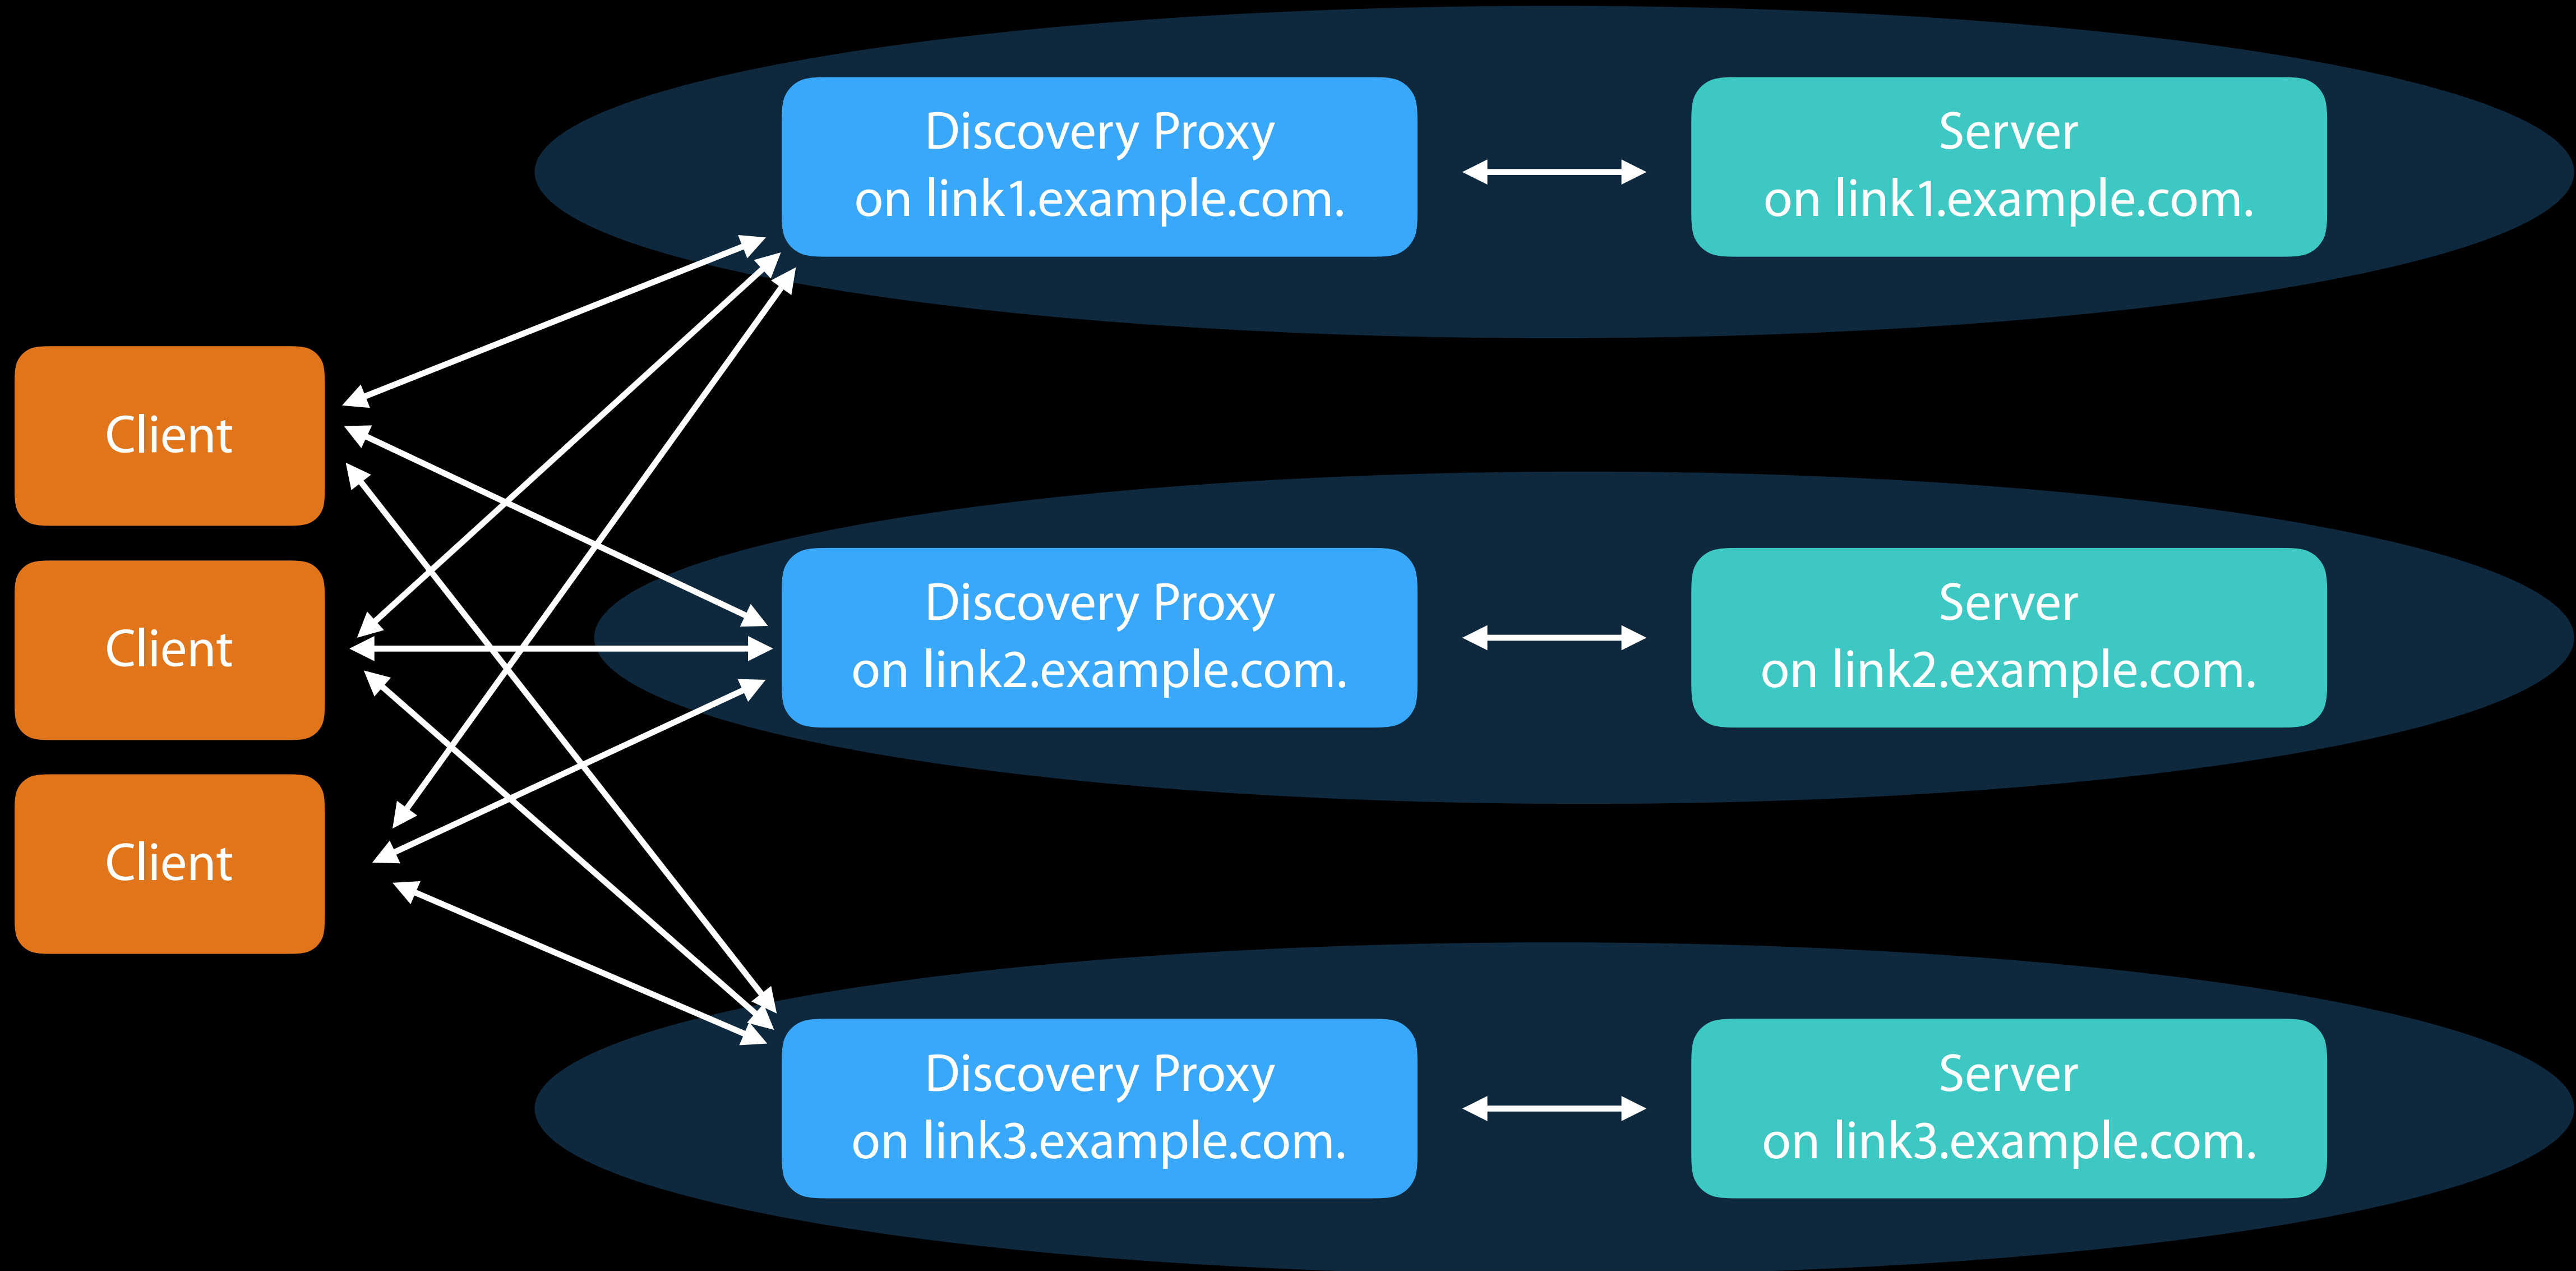 Discovery Proxy
on link1.example.com.
Server
on link1.example.com.
Client
Client
Client
Discovery Proxy
on link2.example.com.
Server
on link2.example.com.
Discovery Proxy
on link3.example.com.
Server
on link3.example.com.